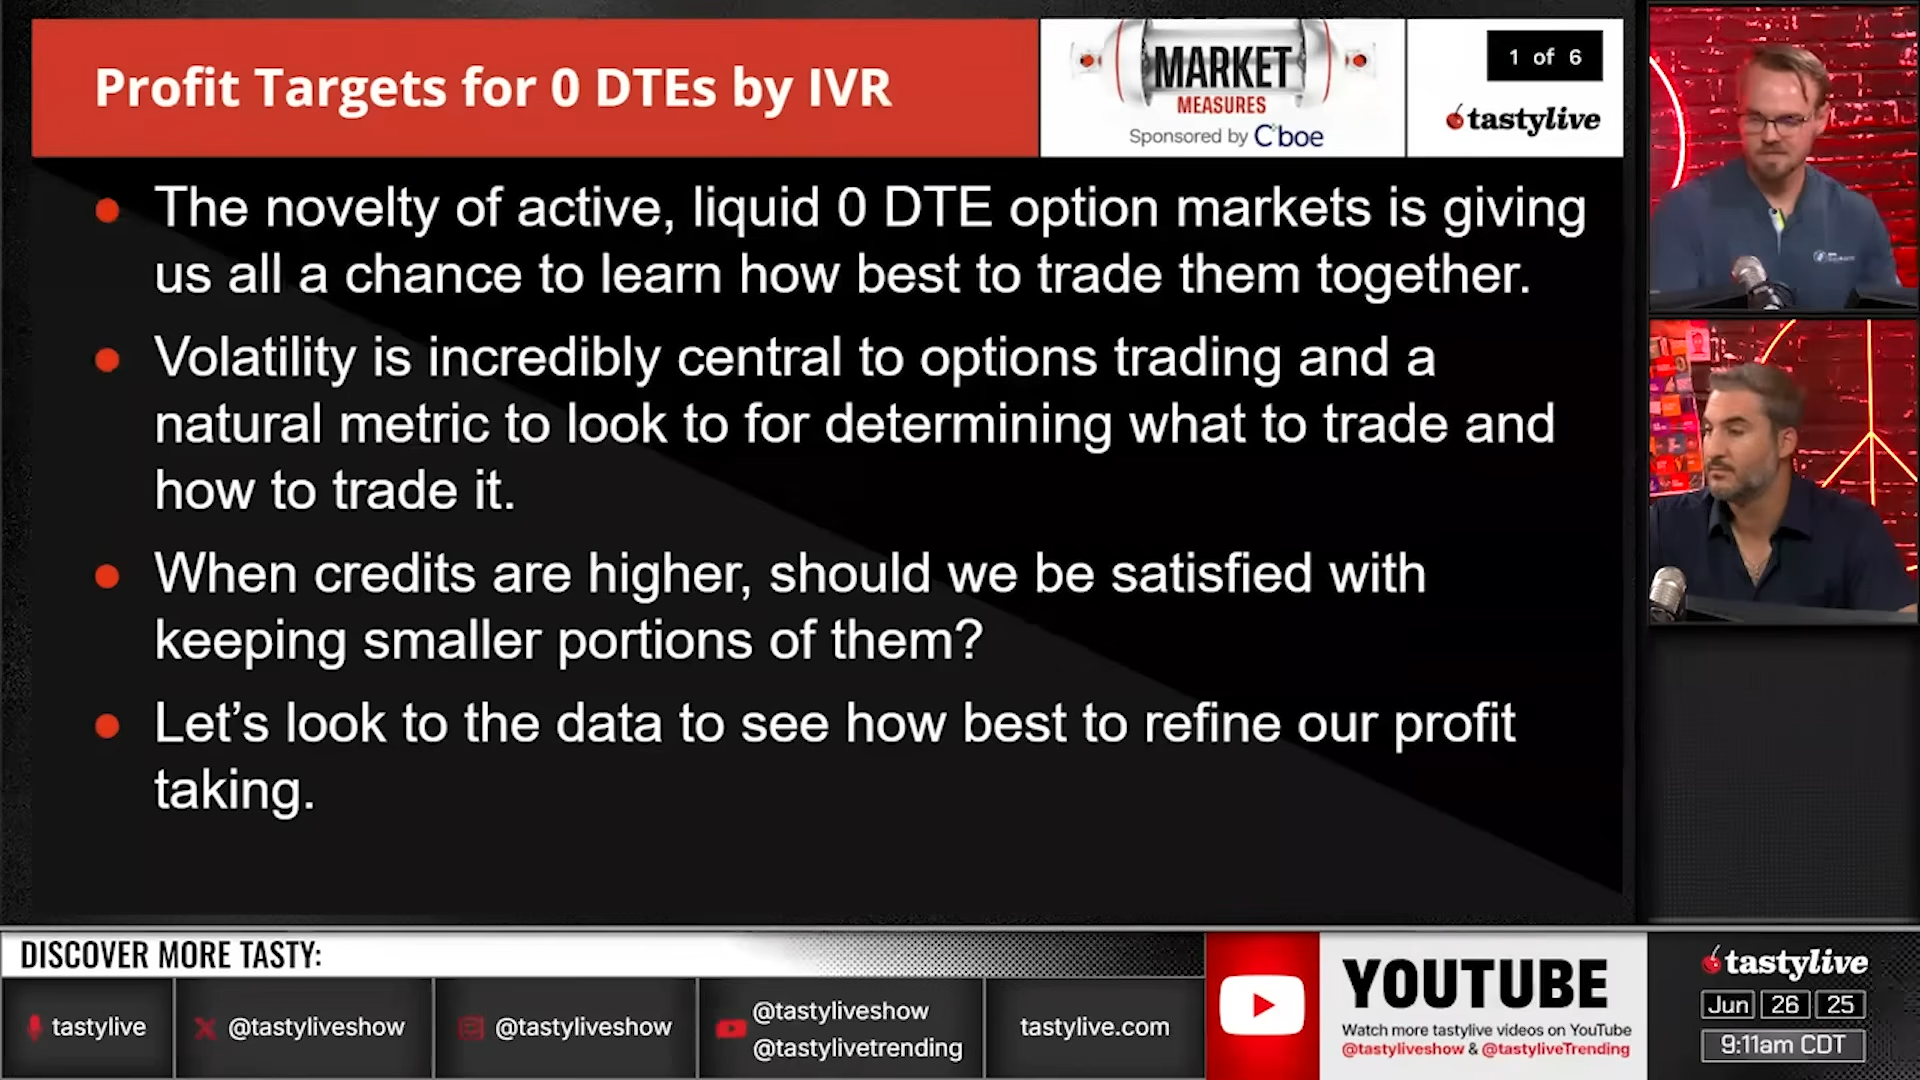 Profit Targets for 0 DTEs by IVR
MARKET
MEASURES
Sponsored by Cboe
1 of 6
tastylive
The novelty of active, liquid 0 DTE option markets is giving
us all a chance to learn how best to trade them together.
Volatility is incredibly central to options trading and a
natural metric to look to for determining what to trade and
how to trade it.
When credits are higher, should we be satisfied with
keeping smaller portions of them?
Let’s look to the data to see how best to refine our profit
taking.
DISCOVER MORE TASTY:
tastylive
@tastyliveshow
@tastyliveshow
@tastyliveshow
@tastylivetrending
tastylive.com
YOUTUBE
Watch more tastylive videos on YouTube
@tastyliveshow & @tastyliveTrending
tastylive
Jun 26 25
9:11am CDT